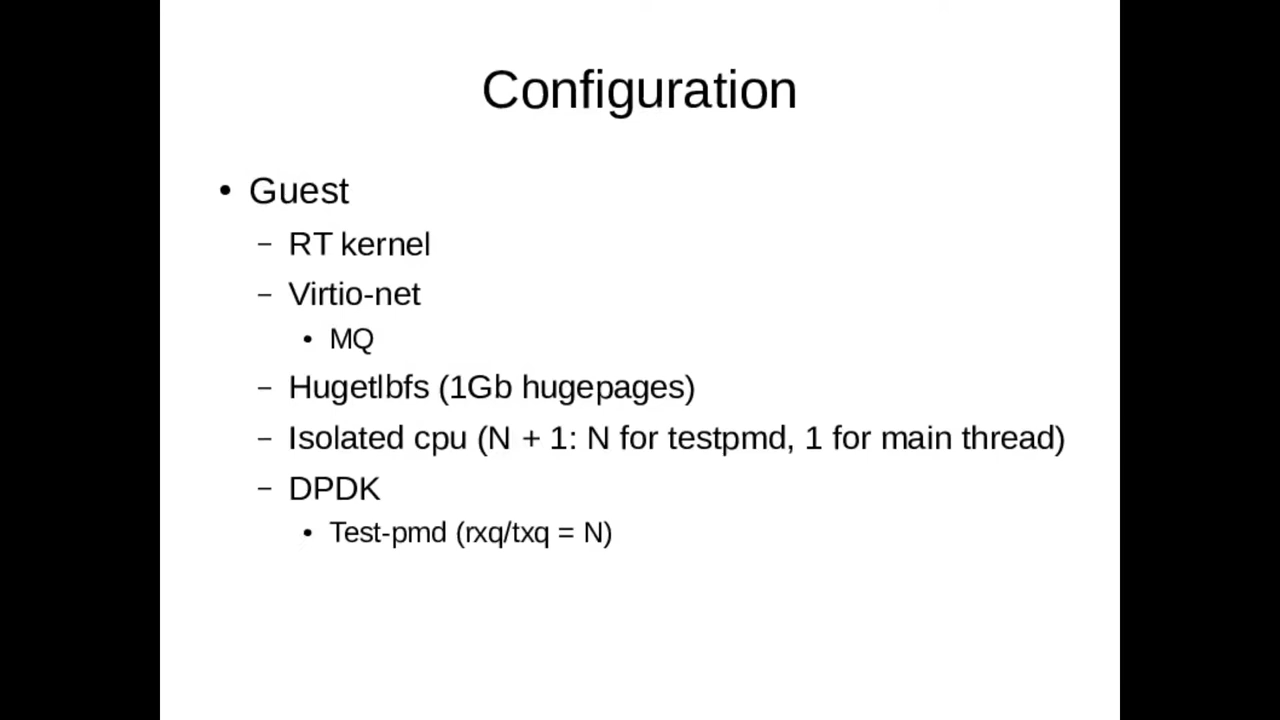 Configuration
• Guest
– RT kernel
– Virtio-net
• MQ
– Hugetlbfs (1Gb hugepages)
– Isolated cpu (N + 1: N for testpmd, 1 for main thread)
– DPDK
• Test-pmd (rxq/txq = N)